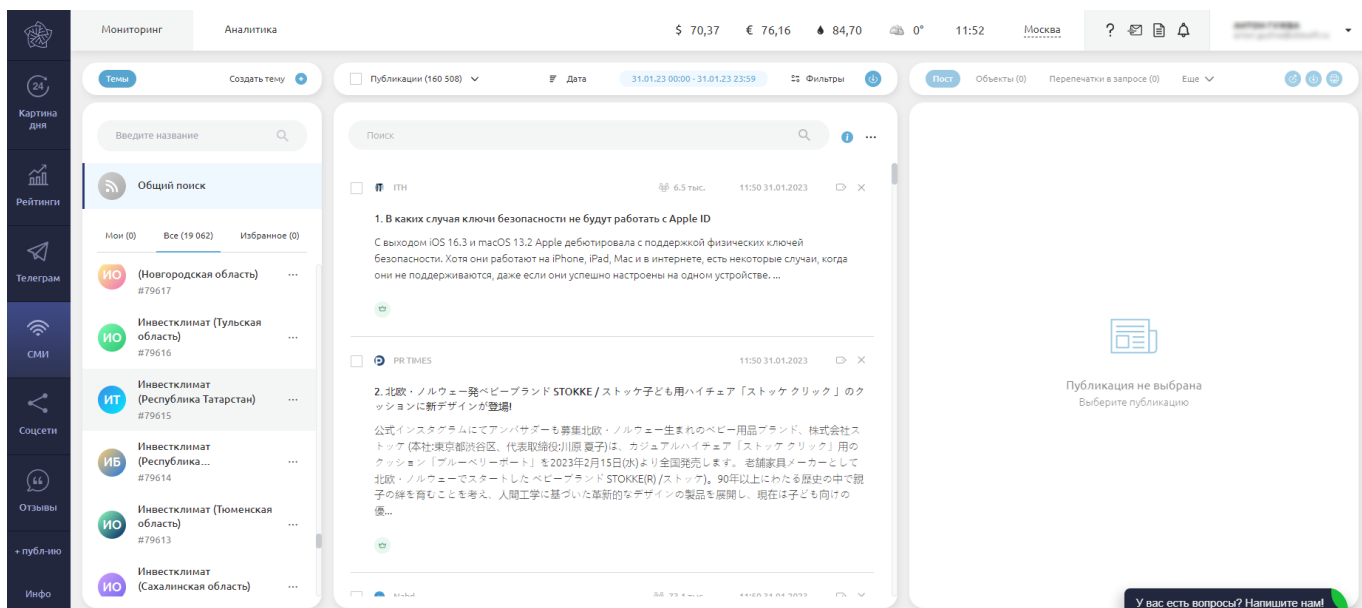 Мониторинг
Аналитика
$ 70,37
€ 76,16
84,70
0°
11:52
Москва
24
Картина
дня
Рейтинги
Телеграм
СМИ
Соцсети
Отзывы
+ публ-ию
Инфо
Темы
Создать тему
Введите название
Общий поиск
Мои (0)
Все (19 062)
Избранное (0)
ИО
(Новгородская область)
#79617
ИО
Инвестклимат (Тульская
область)
#79616
ИТ
Инвестклимат
(Республика Татарстан)
#79615
ИБ
Инвестклимат
(Республика...
#79614
ИО
Инвестклимат (Тюменская
область)
#79613
ИО
Инвестклимат
(Сахалинская область)
Публикации (160 508)
Дата
31.01.23 00:00 - 31.01.23 23:59
Фильтры
Поиск
ITH
6.5 тыс.
11:50 31.01.2023
1. В каких случая ключи безопасности не будут работать с Apple ID
С выходом iOS 16.3 и macOS 13.2 Apple дебютировала с поддержкой физических ключей
безопасности. Хотя они работают на iPhone, iPad, Mac и в интернете, есть некоторые случаи, когда
они не поддерживаются, даже если они успешно настроены на одном устройстве. ...
PR TIMES
11:50 31.01.2023
2. 北欧・ノルウェー発ベビーブランド STOKKE / ストッケ子ども用ハイチェア「ストッケ クリック 」のク
ッションに新デザインが登場!
公式インスタグラムにてアンバサダーも募集北欧・ノルウェー生まれのベビー用品ブランド、株式会社ス
トッケ (本社:東京都渋谷区、代表取締役:川原 夏子)は、カジュアルハイチェア「ストッケ クリック」用の
クッション「ブルーベリーボート」を2023年2月15日(水)より全国発売します。 老舗家具メーカーとして
北欧・ノルウェーでスタートした ベビーブランド STOKKE(R) /ストッケ)。90年以上にわたる歴史の中で親
子の絆を育むことを考え、人間工学に基づいた革新的なデザインの製品を展開し、現在は子ども向けの
優...
Nabd
73.1 тыс.
11:50 31.01.2023
Пост
Объекты (0)
Перепечатки в запросе (0)
Еще
Публикация не выбрана
Выберите публикацию
У вас есть вопросы? Напишите нам!